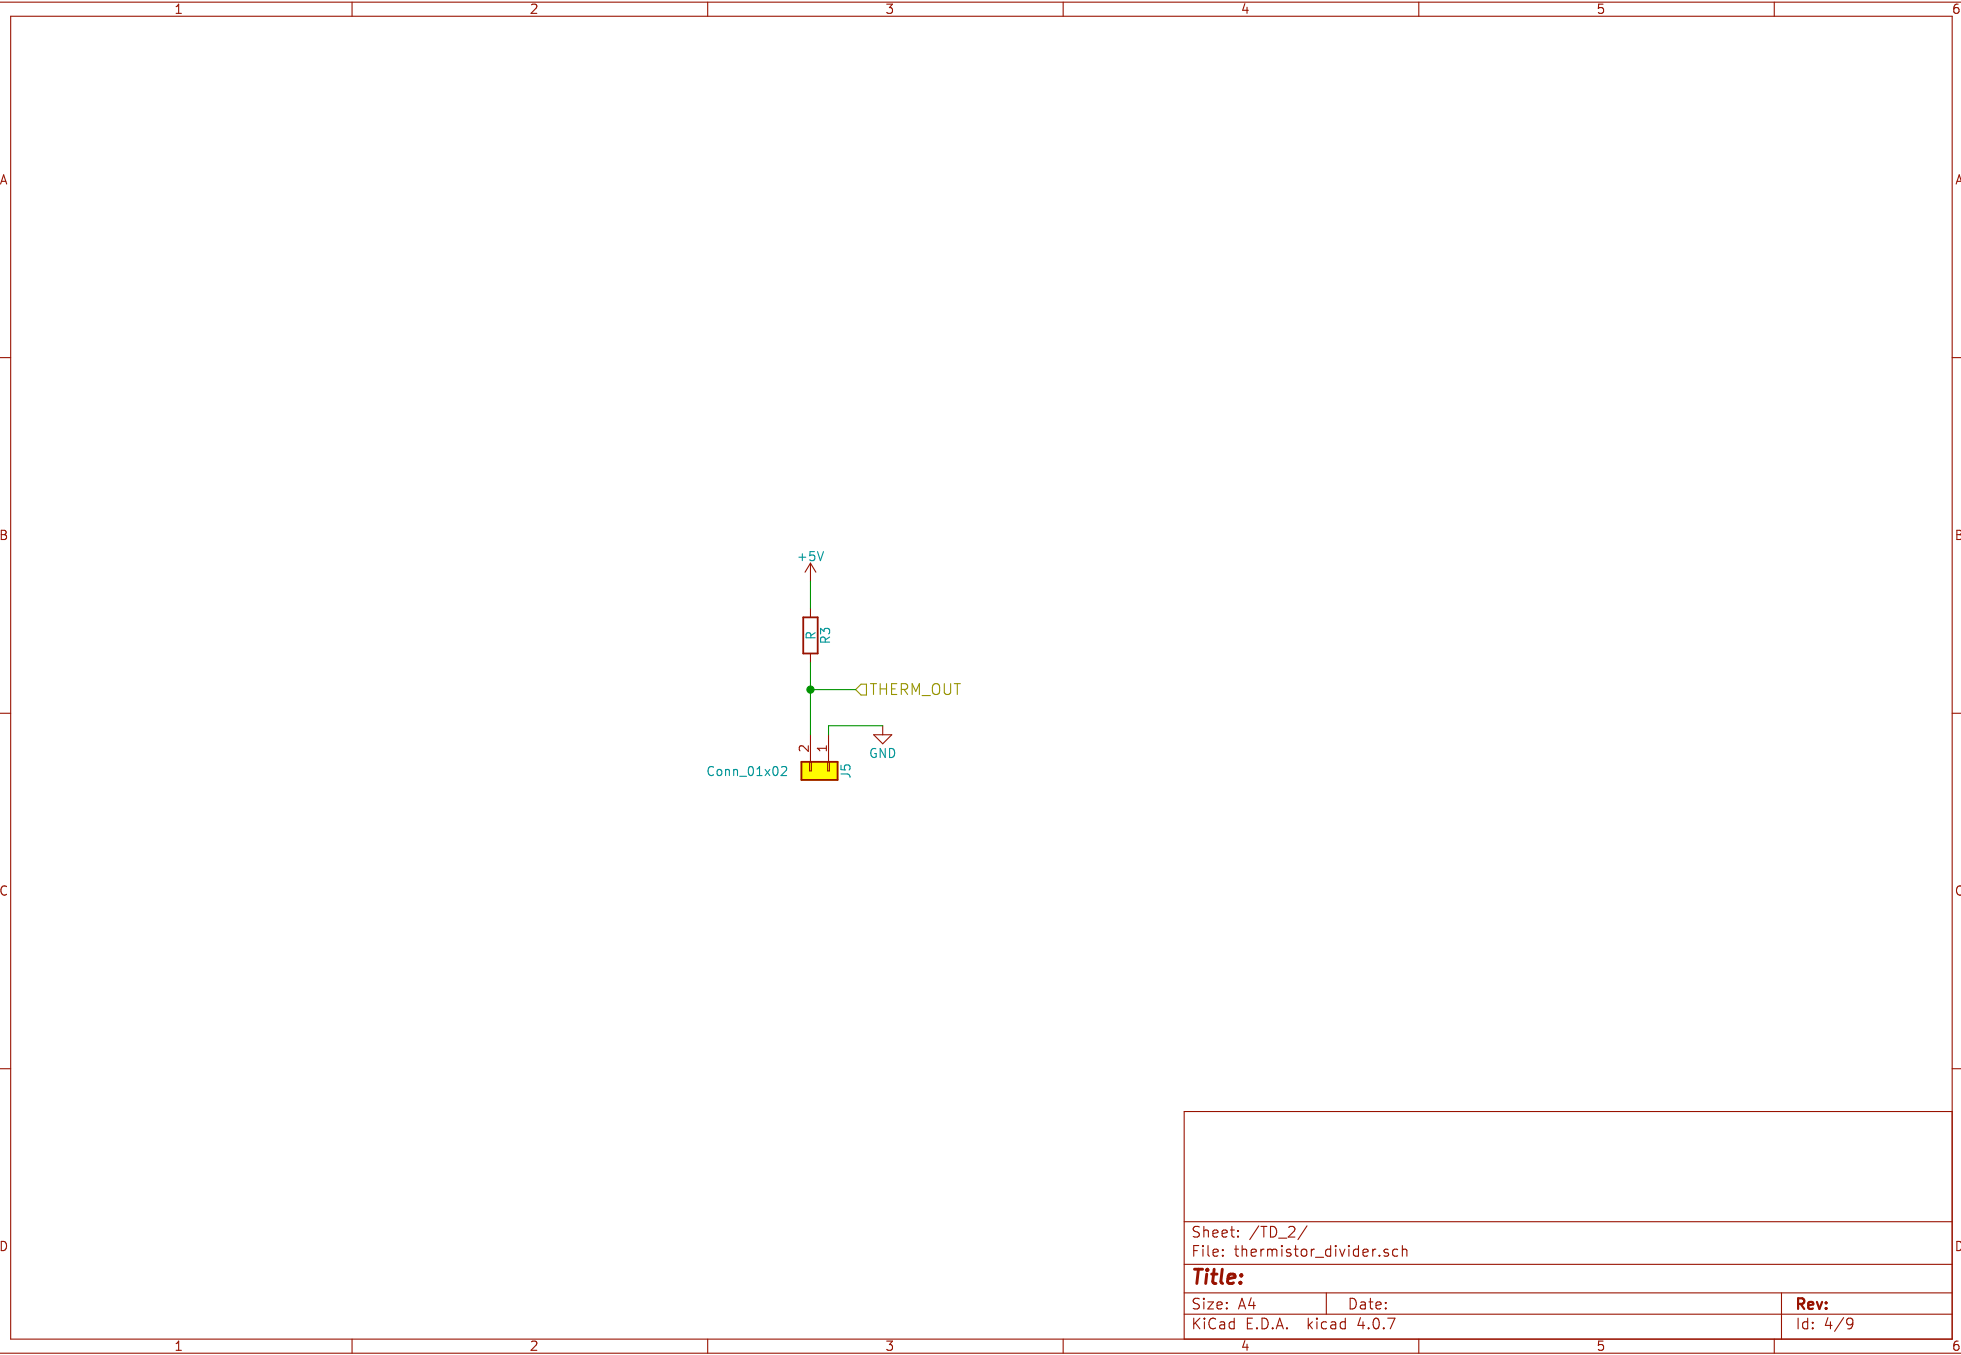 1 2 3 4 5 6
A A
B B
+5V
R R3
THERM_OUT
2 1
GND
Conn_01x02 J5
C C
Sheet: /TD_2/
File: thermistor_divider.sch
D D
Title:
Size: A4 Date: Rev:
KiCad E.D.A. kicad 4.0.7 Id: 4/9
1 2 3 4 5 6